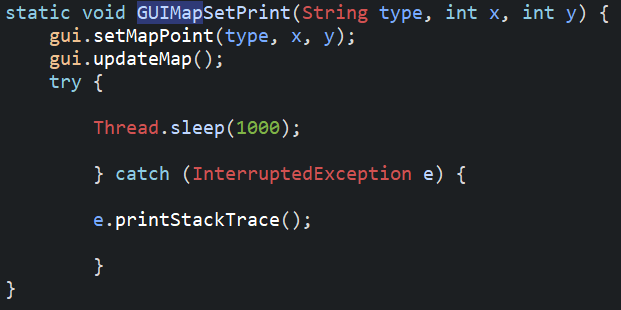 static void GUIMapSetPrint(String type, int x, int y) {
gui.setMapPoint(type, x, y);
gui.updateMap();
try {
Thread.sleep(1000);
} catch (InterruptedException e) {
e.printStackTrace();
}
}